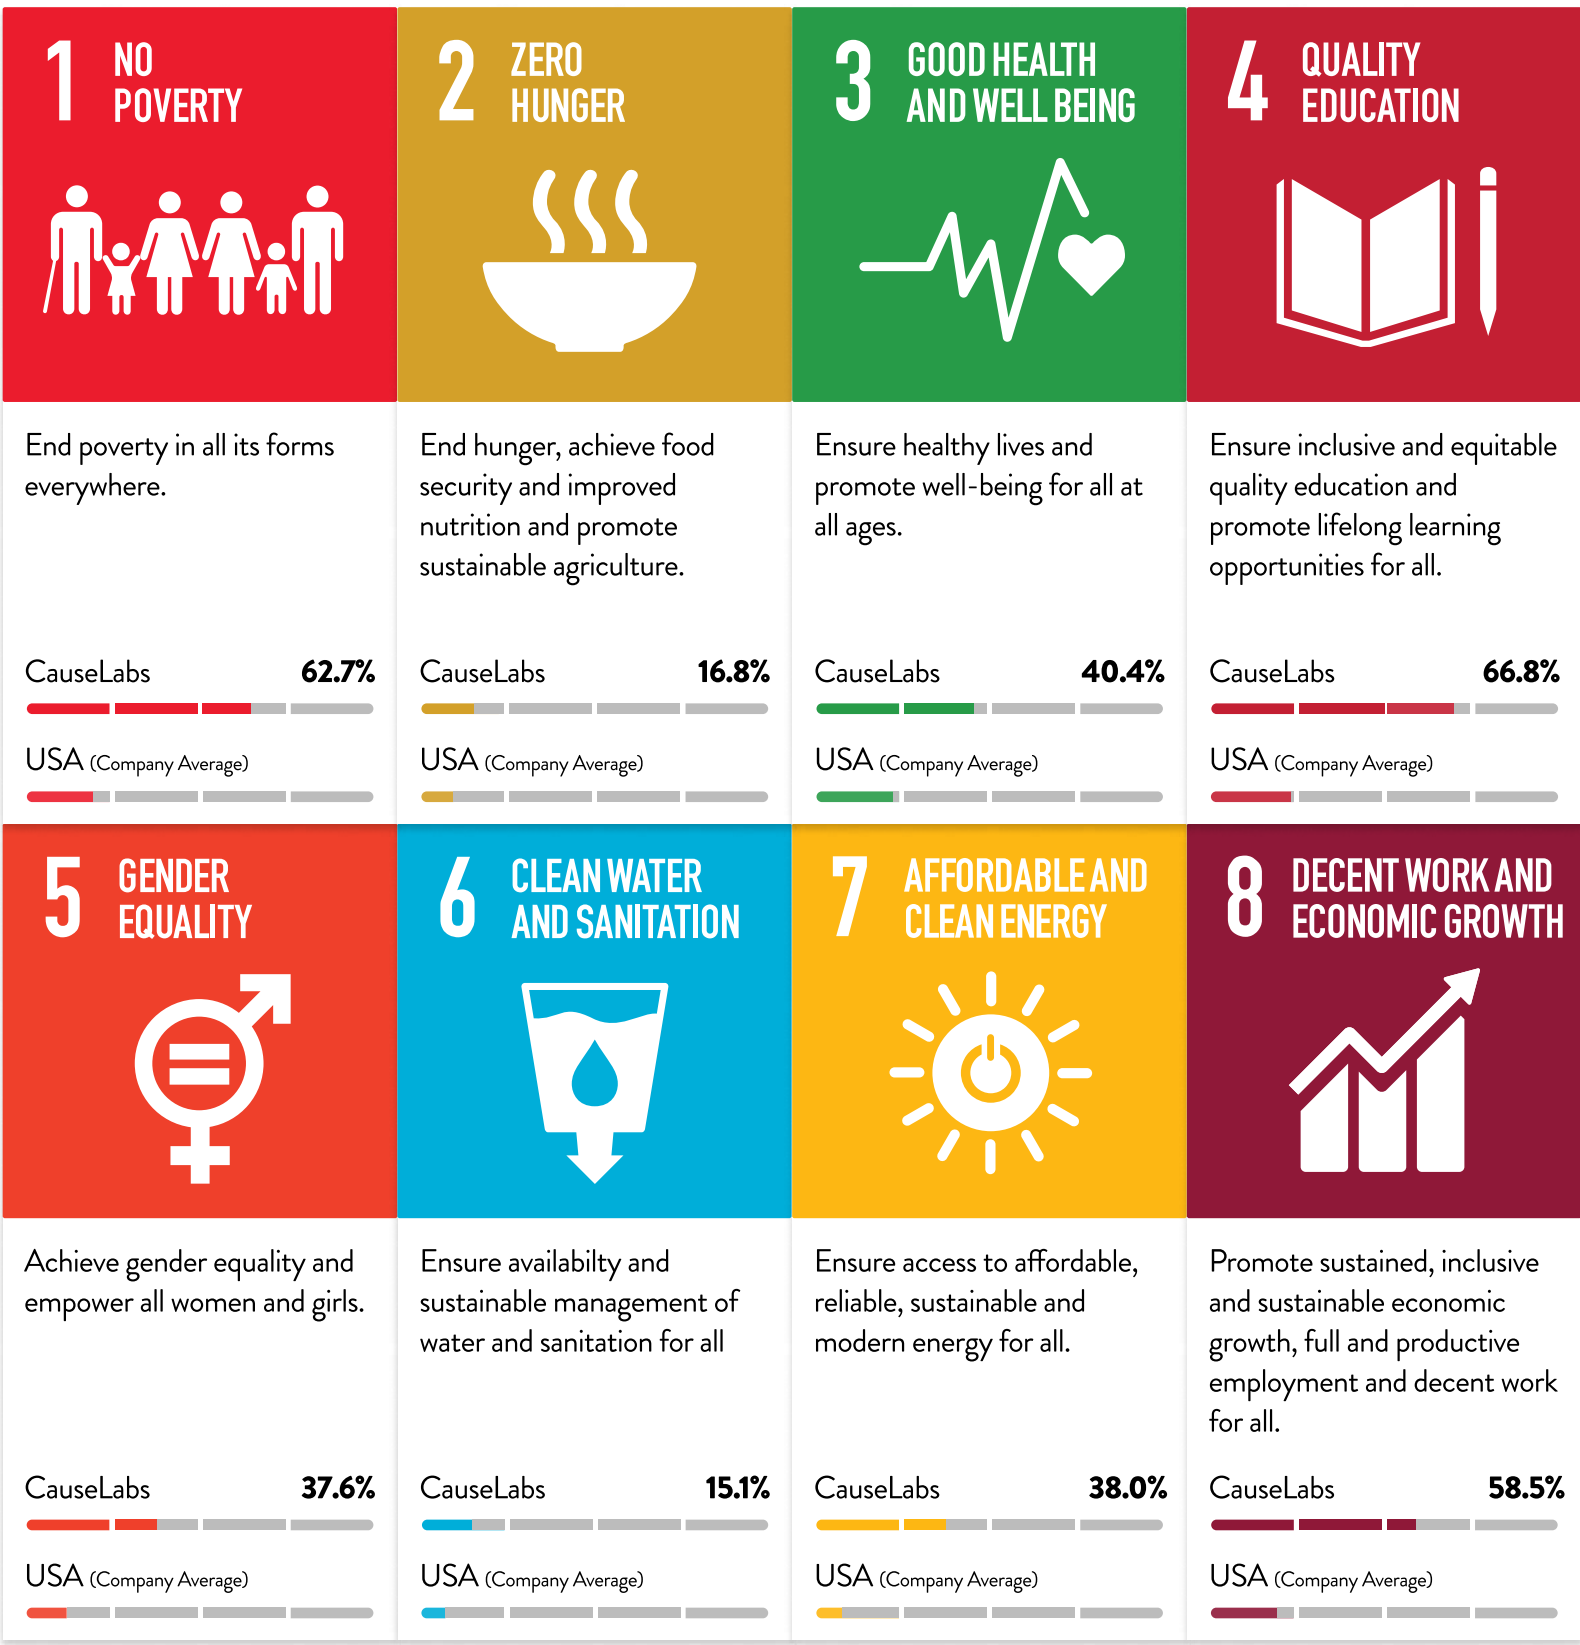 1 NO
POVERTY
End poverty in all its forms
everywhere.
CauseLabs 62.7%
USA (Company Average)
2 ZERO
HUNGER
End hunger, achieve food
security and improved
nutrition and promote
sustainable agriculture.
CauseLabs 16.8%
USA (Company Average)
3 GOOD HEALTH
AND WELL BEING
Ensure healthy lives and
promote well-being for all at
all ages.
CauseLabs 40.4%
USA (Company Average)
4 QUALITY
EDUCATION
Ensure inclusive and equitable
quality education and
promote lifelong learning
opportunities for all.
CauseLabs 66.8%
USA (Company Average)
5 GENDER
EQUALITY
Achieve gender equality and
empower all women and girls.
CauseLabs 37.6%
USA (Company Average)
6 CLEAN WATER
AND SANITATION
Ensure availabilty and
sustainable management of
water and sanitation for all
CauseLabs 15.1%
USA (Company Average)
7 AFFORDABLE AND
CLEAN ENERGY
Ensure access to affordable,
reliable, sustainable and
modern energy for all.
CauseLabs 38.0%
USA (Company Average)
8 DECENT WORK AND
ECONOMIC GROWTH
Promote sustained, inclusive
and sustainable economic
growth, full and productive
employment and decent work
for all.
CauseLabs 58.5%
USA (Company Average)